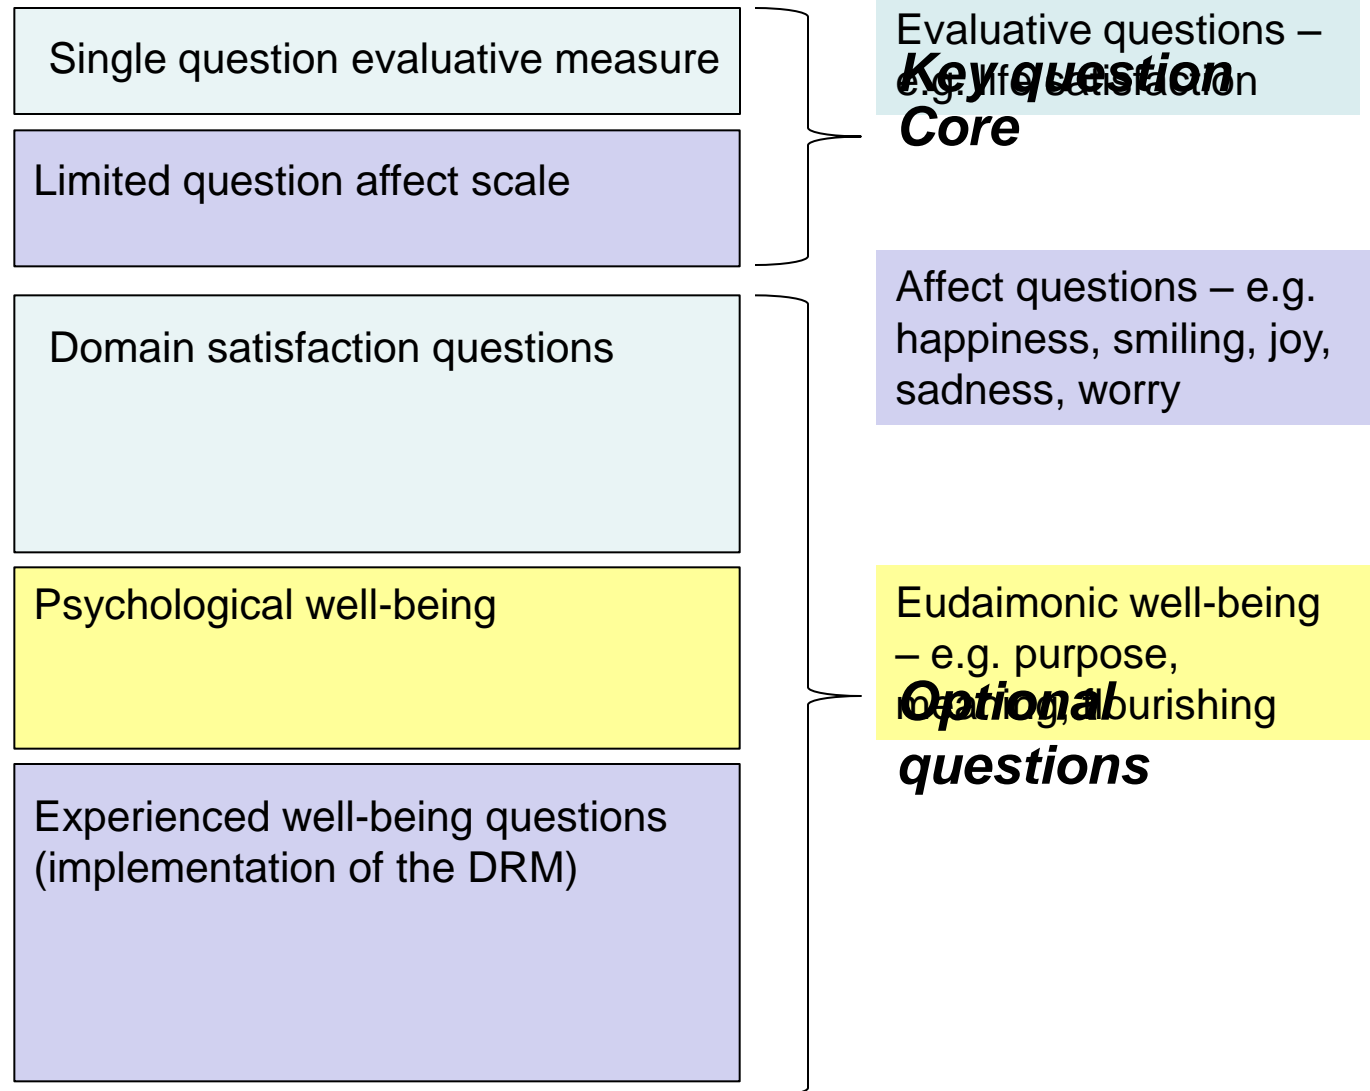 Single question evaluative measure
Limited question affect scale
Domain satisfaction questions
Psychological well-being
Experienced well-being questions
(implementation of the DRM)
Evaluative questions –
e.g. life satisfaction
Key question
Core
Affect questions – e.g.
happiness, smiling, joy,
sadness, worry
Eudaimonic well-being
– e.g. purpose,
meaning, flourishing
Optional
questions